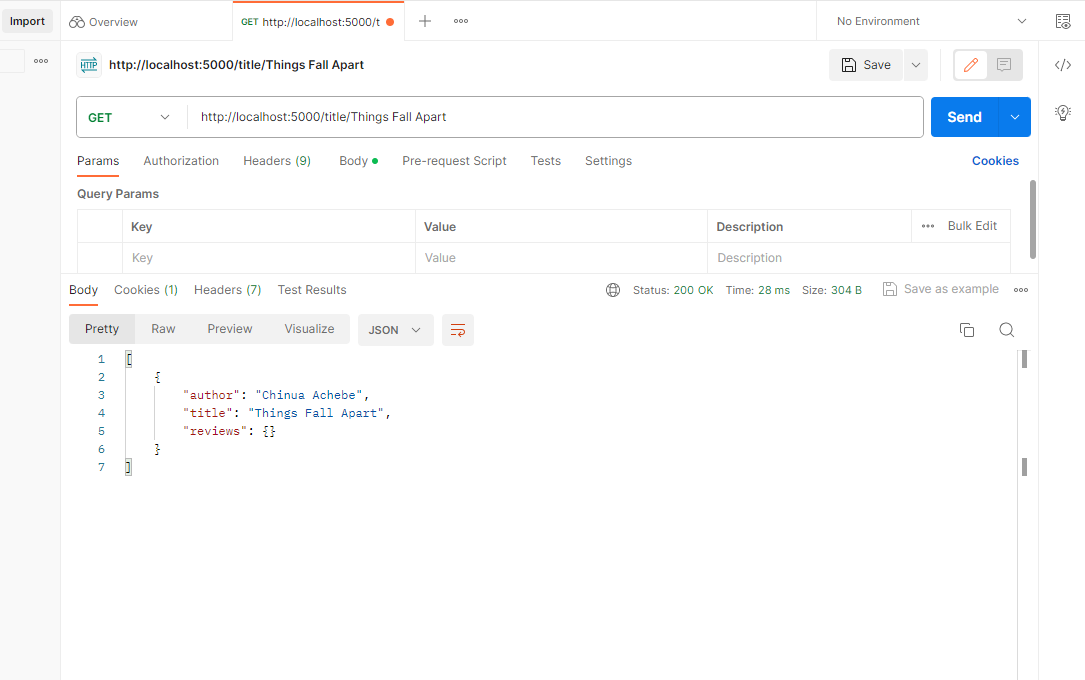 Import
Overview
GET http://localhost:5000/t
No Environment
HTTP http://localhost:5000/title/Things Fall Apart
Save
GET http://localhost:5000/title/Things Fall Apart Send
Params Authorization Headers (9) Body Pre-request Script Tests Settings Cookies
Query Params
Key Value Description Bulk Edit
Key Value Description
Body Cookies (1) Headers (7) Test Results Status: 200 OK Time: 28 ms Size: 304 B Save as example
Pretty Raw Preview Visualize JSON
1 [
2 {
3 "author": "Chinua Achebe",
4 "title": "Things Fall Apart",
5 "reviews": {}
6 }
7 ]